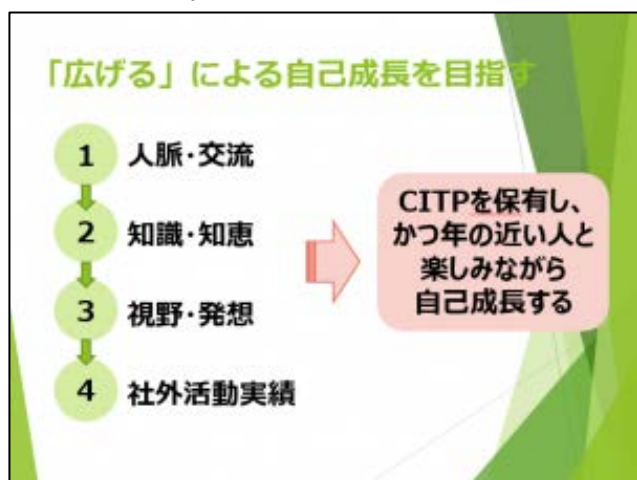 「広げる」による自己成長を目指す
1 人脈・交流
2 知識・知恵
3 視野・発想
4 社外活動実績
CITPを保有し、
かつ年の近い人と
楽しみながら
自己成長する